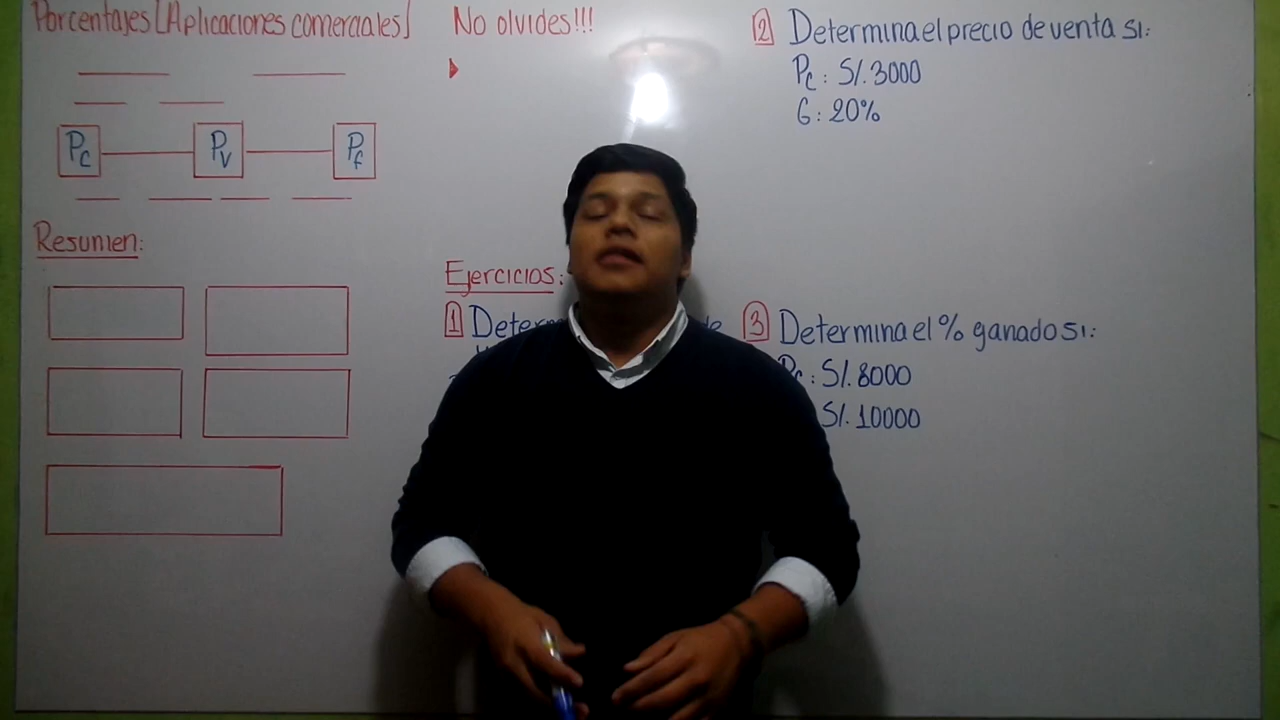 Porcentajes [Aplicaciones comerciales]
Pc
Pv
Pf
Resumen:
No olvides!!!
Ejercicios:
1
2 Determina el precio de venta si:
Pc: S/. 3000
G: 20%
3 Determina el % ganado si:
Pc: S/. 8000
S/. 10000